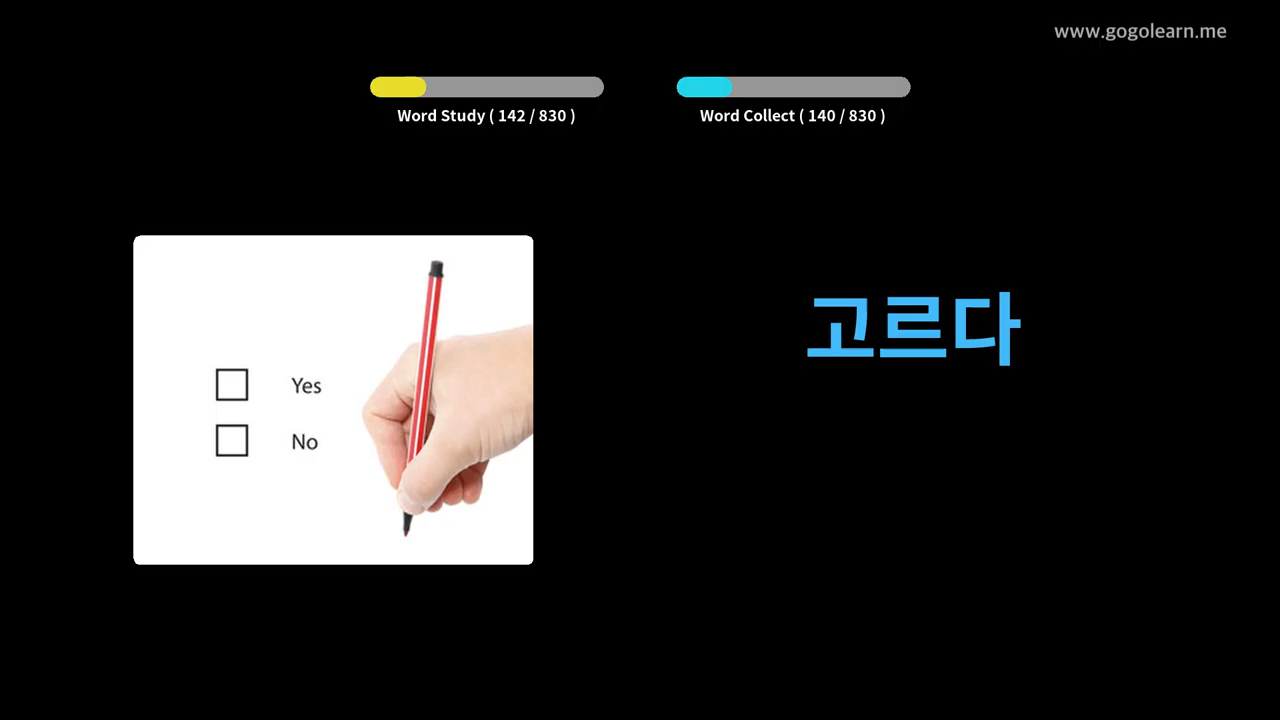 www.gogolearn.me
Word Study ( 142 / 830 )
Word Collect ( 140 / 830 )
고르다
Yes
No